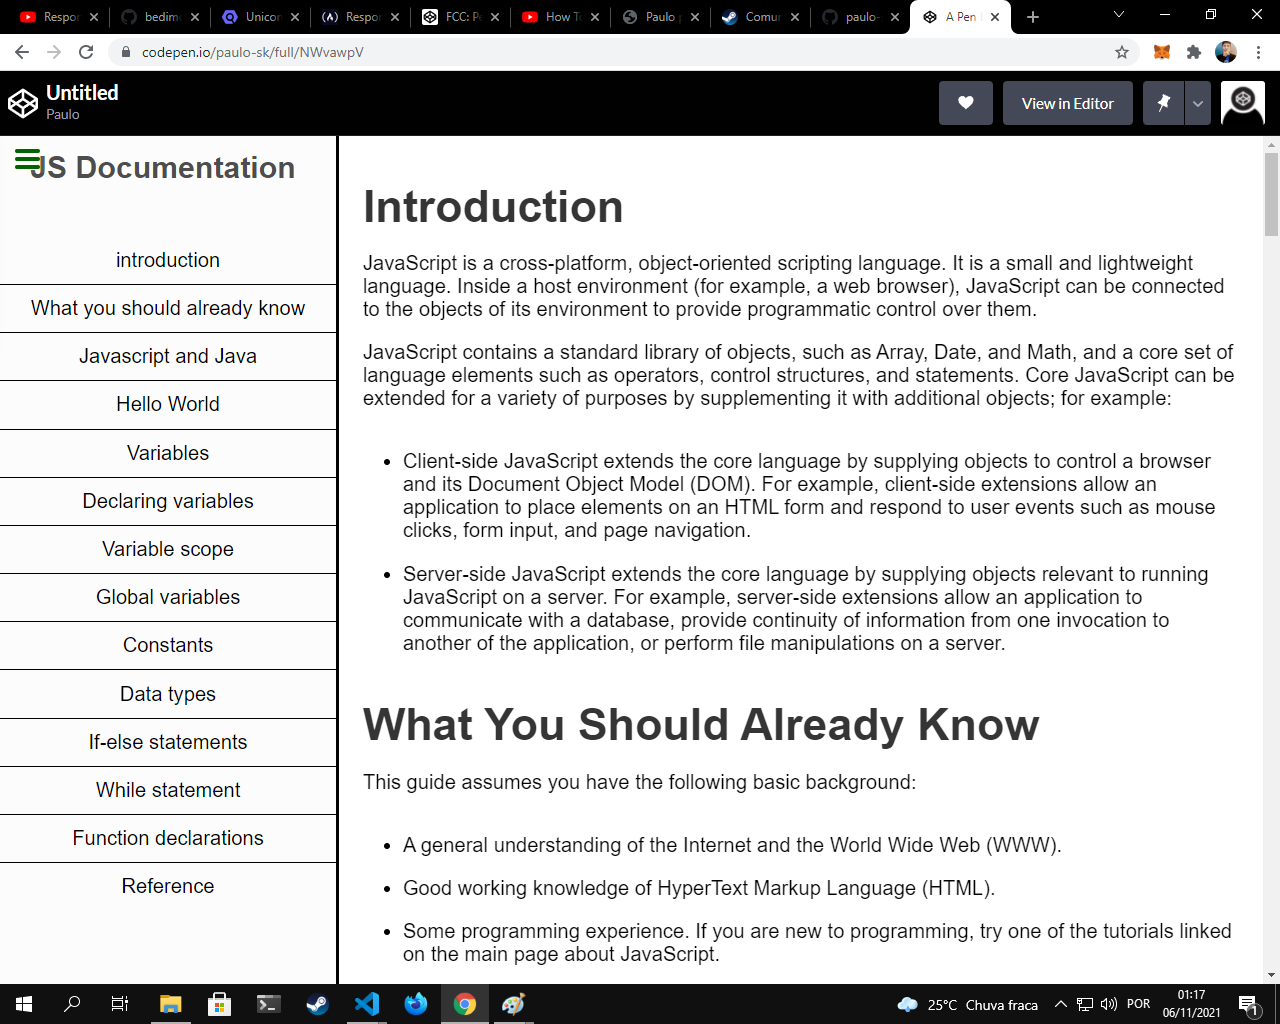 Respor
bedim
Unicor
Respor
FCC: P
How To
Paulo p
Comur
paulo-
A Pen
codepen.io/paulo-sk/full/NWvawpV
Untitled
Paulo
View in Editor
JS Documentation
introduction
What you should already know
Javascript and Java
Hello World
Variables
Declaring variables
Variable scope
Global variables
Constants
Data types
If-else statements
While statement
Function declarations
Reference
Introduction
JavaScript is a cross-platform, object-oriented scripting language. It is a small and lightweight
language. Inside a host environment (for example, a web browser), JavaScript can be connected
to the objects of its environment to provide programmatic control over them.
JavaScript contains a standard library of objects, such as Array, Date, and Math, and a core set of
language elements such as operators, control structures, and statements. Core JavaScript can be
extended for a variety of purposes by supplementing it with additional objects; for example:
• Client-side JavaScript extends the core language by supplying objects to control a browser
and its Document Object Model (DOM). For example, client-side extensions allow an
application to place elements on an HTML form and respond to user events such as mouse
clicks, form input, and page navigation.
• Server-side JavaScript extends the core language by supplying objects relevant to running
JavaScript on a server. For example, server-side extensions allow an application to
communicate with a database, provide continuity of information from one invocation to
another of the application, or perform file manipulations on a server.
What You Should Already Know
This guide assumes you have the following basic background:
• A general understanding of the Internet and the World Wide Web (WWW).
• Good working knowledge of HyperText Markup Language (HTML).
• Some programming experience. If you are new to programming, try one of the tutorials linked
on the main page about JavaScript.
25°C Chuva fraca
POR
01:17
06/11/2021
1